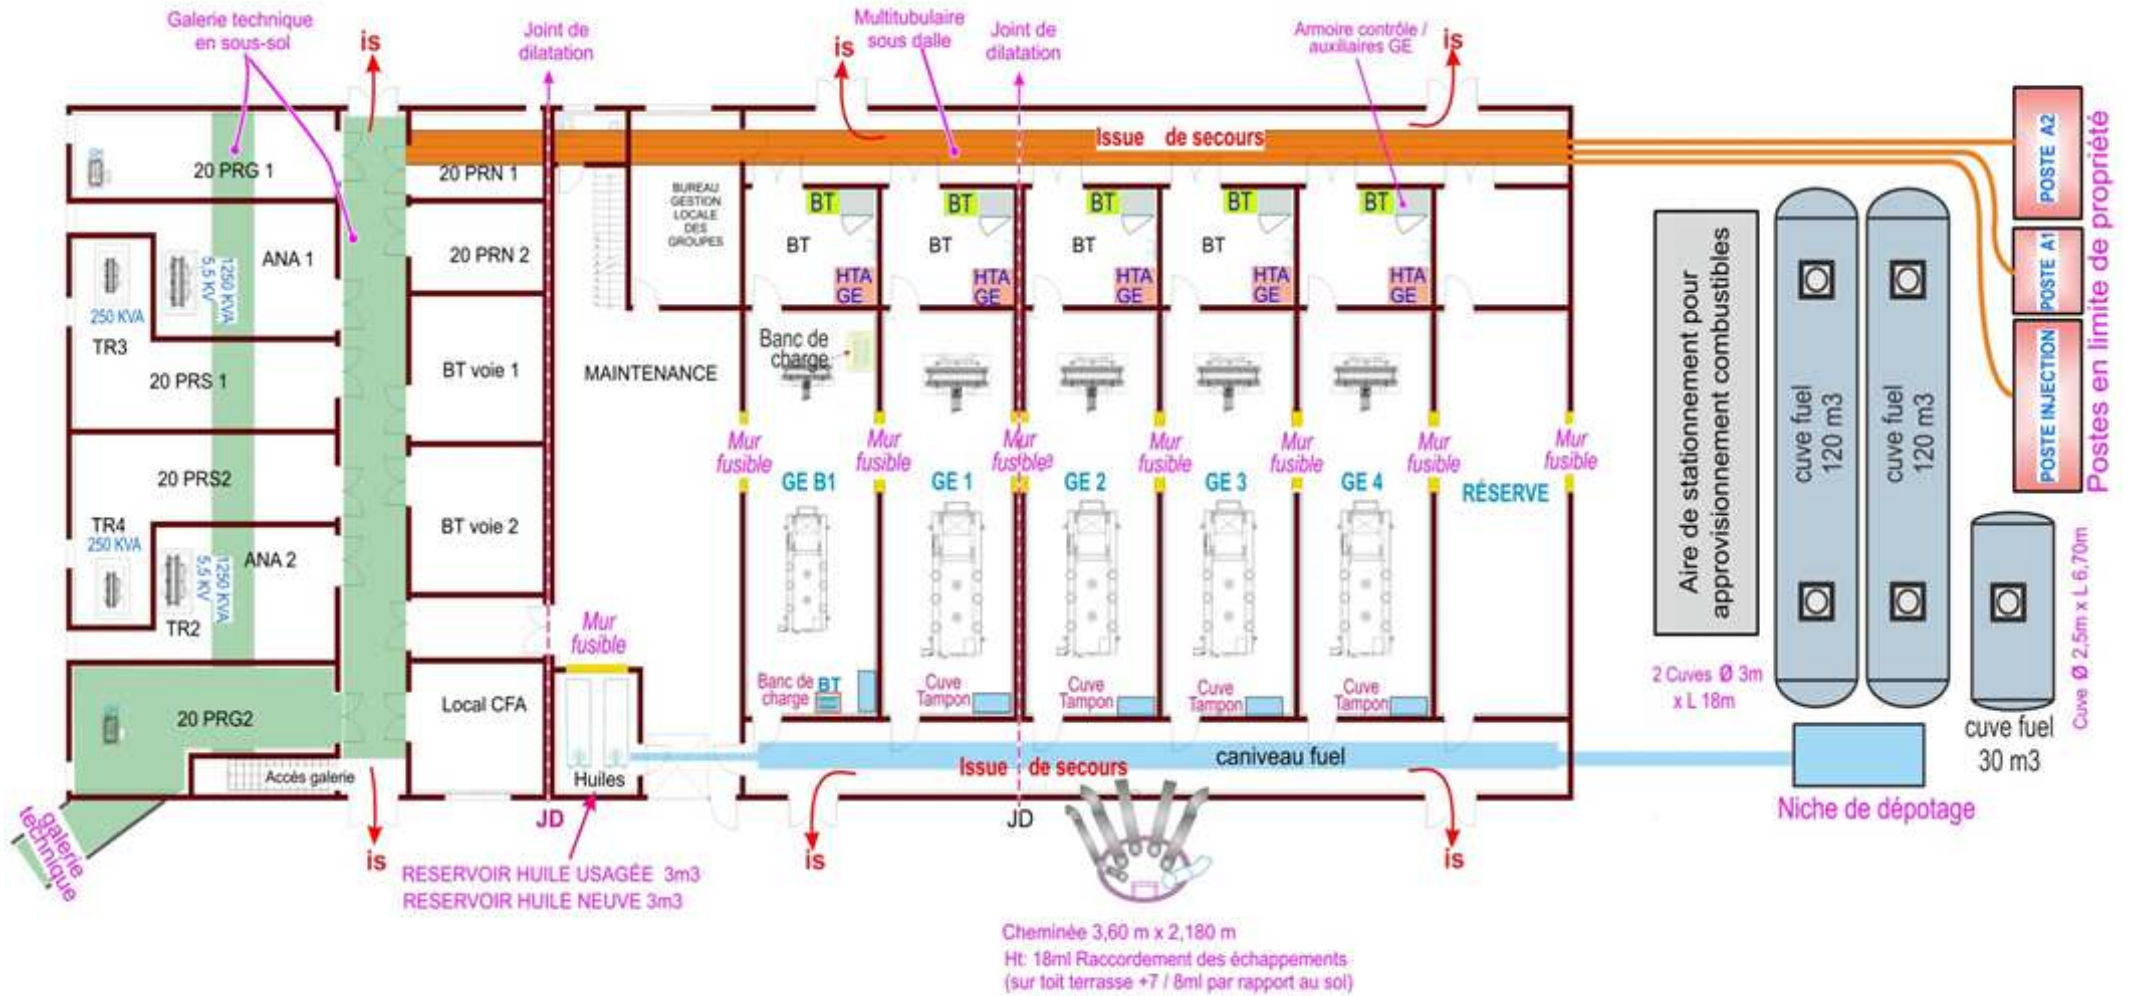 Galerie technique
en sous-sol
is
Joint de
dilatation
Multitubulaire
sous dalle
is
Joint de
dilatation
Armoire contrôle /
auxiliaires GE
is
Issue de secours
20 PRG 1
20 PRN 1
ANA 1
20 PRN 2
250 KVA
1250 KVA
5,5 KV
TR3
20 PRS 1
BT voie 1
20 PRS2
TR4
250 KVA
ANA 2
1250 KVA
5,5 KV
TR2
BT voie 2
20 PRG2
Local CFA
Accès galerie
galerie
technique
is
BUREAU
GESTION
LOCALE
DES
GROUPES
MAINTENANCE
BT
BT
BT
BT
BT
BT
BT
BT
BT
HTA
GE
HTA
GE
HTA
GE
HTA
GE
HTA
GE
Banc de
charge
Mur
fusible
Mur
fusible
Mur
fusible
Mur
fusible
Mur
fusible
Mur
fusible
Mur
fusible
GE B1
GE 1
GE 2
GE 3
GE 4
RÉSERVE
Mur
fusible
Banc de
charge
BT
Cuve
Tampon
Cuve
Tampon
Cuve
Tampon
Cuve
Tampon
Huiles
caniveau fuel
Issue de secours
JD
JD
is
is
RESERVOIR HUILE USAGÉE 3m3
RESERVOIR HUILE NEUVE 3m3
Cheminée 3,60 m x 2,180 m
Ht: 18ml Raccordement des échappements
(sur toit terrasse +7 / 8ml par rapport au sol)
Aire de stationnement pour
approvisionnement combustibles
2 Cuves Ø 3m
x L 18m
cuve fuel
120 m3
cuve fuel
120 m3
POSTE A2
POSTE A1
POSTE INJECTION
Postes en limite de propriété
Cuve Ø 2,5m x L 6,70m
cuve fuel
30 m3
Niche de dépotage